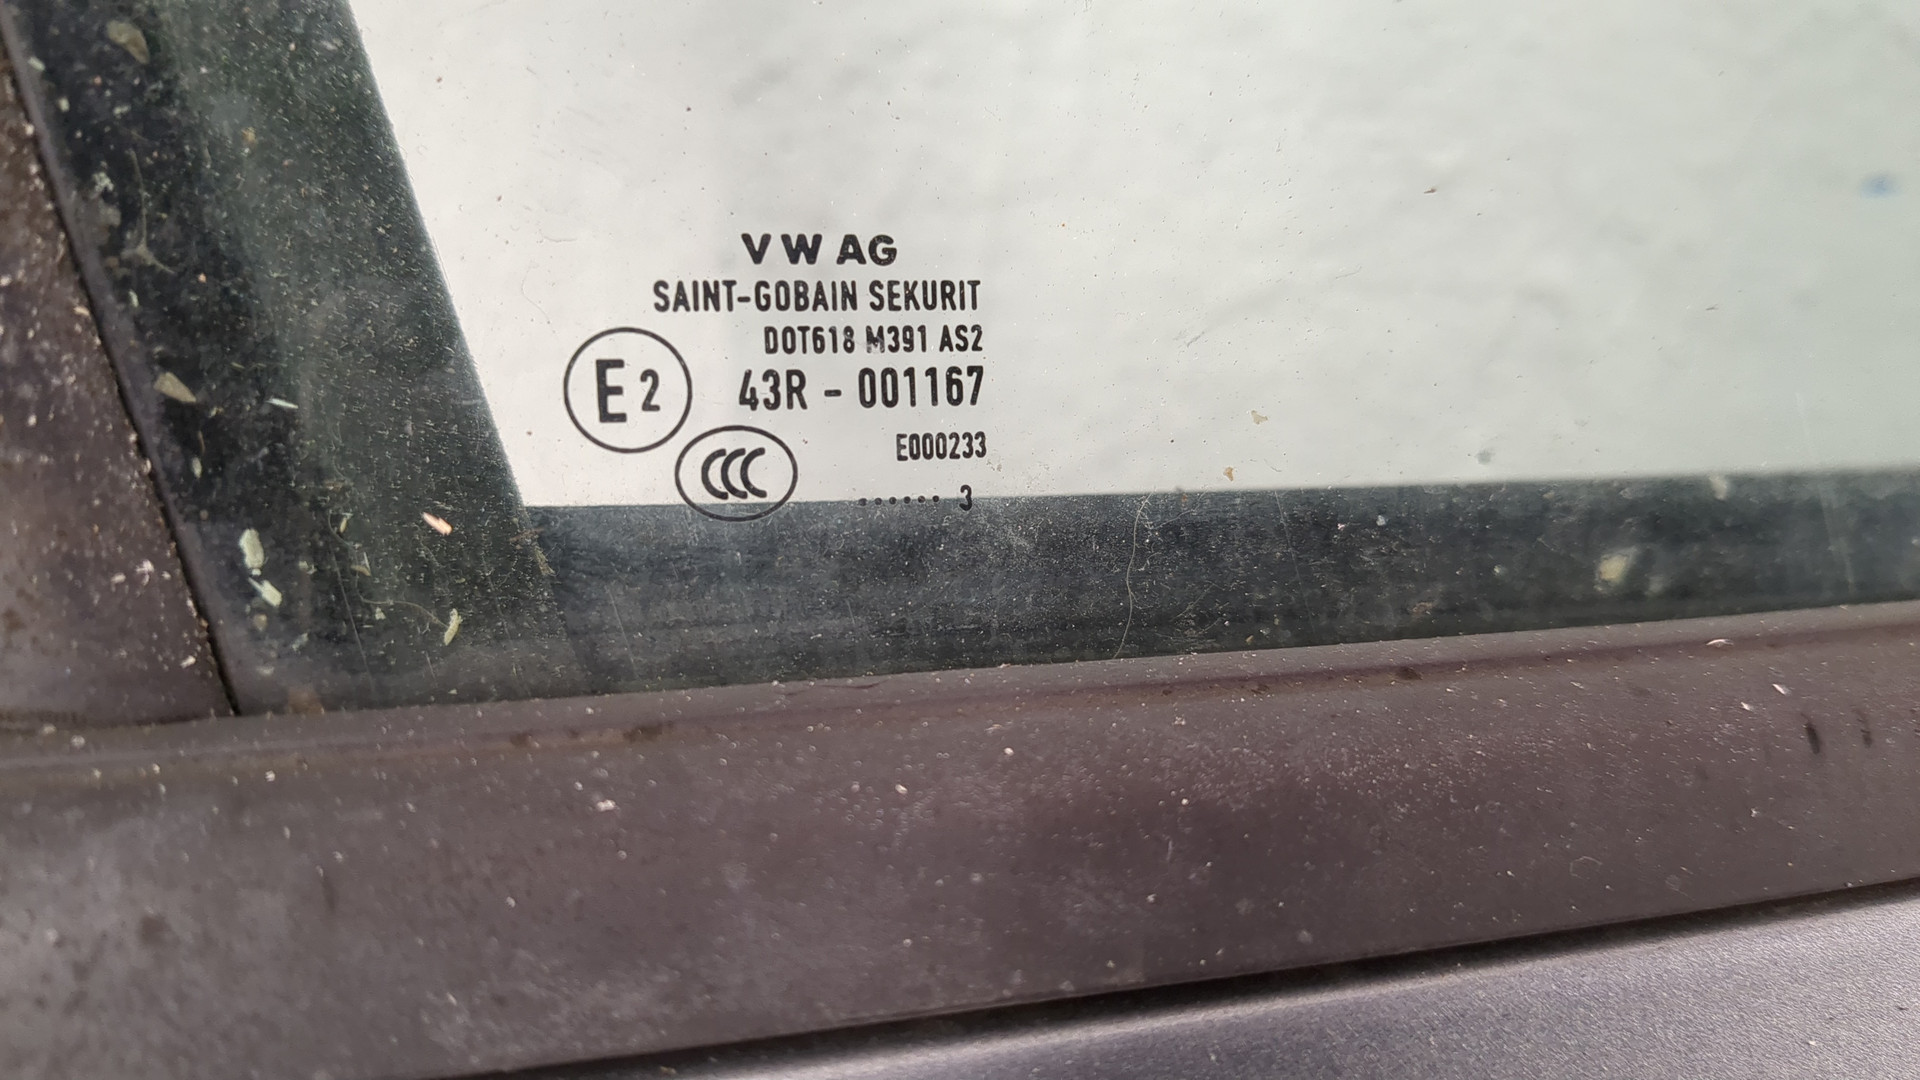 VW AG
SAINT-GOBAIN SEKURIT
DOT618 M391 AS2
E2 43R - 001167
E000233
CCC
...... 3